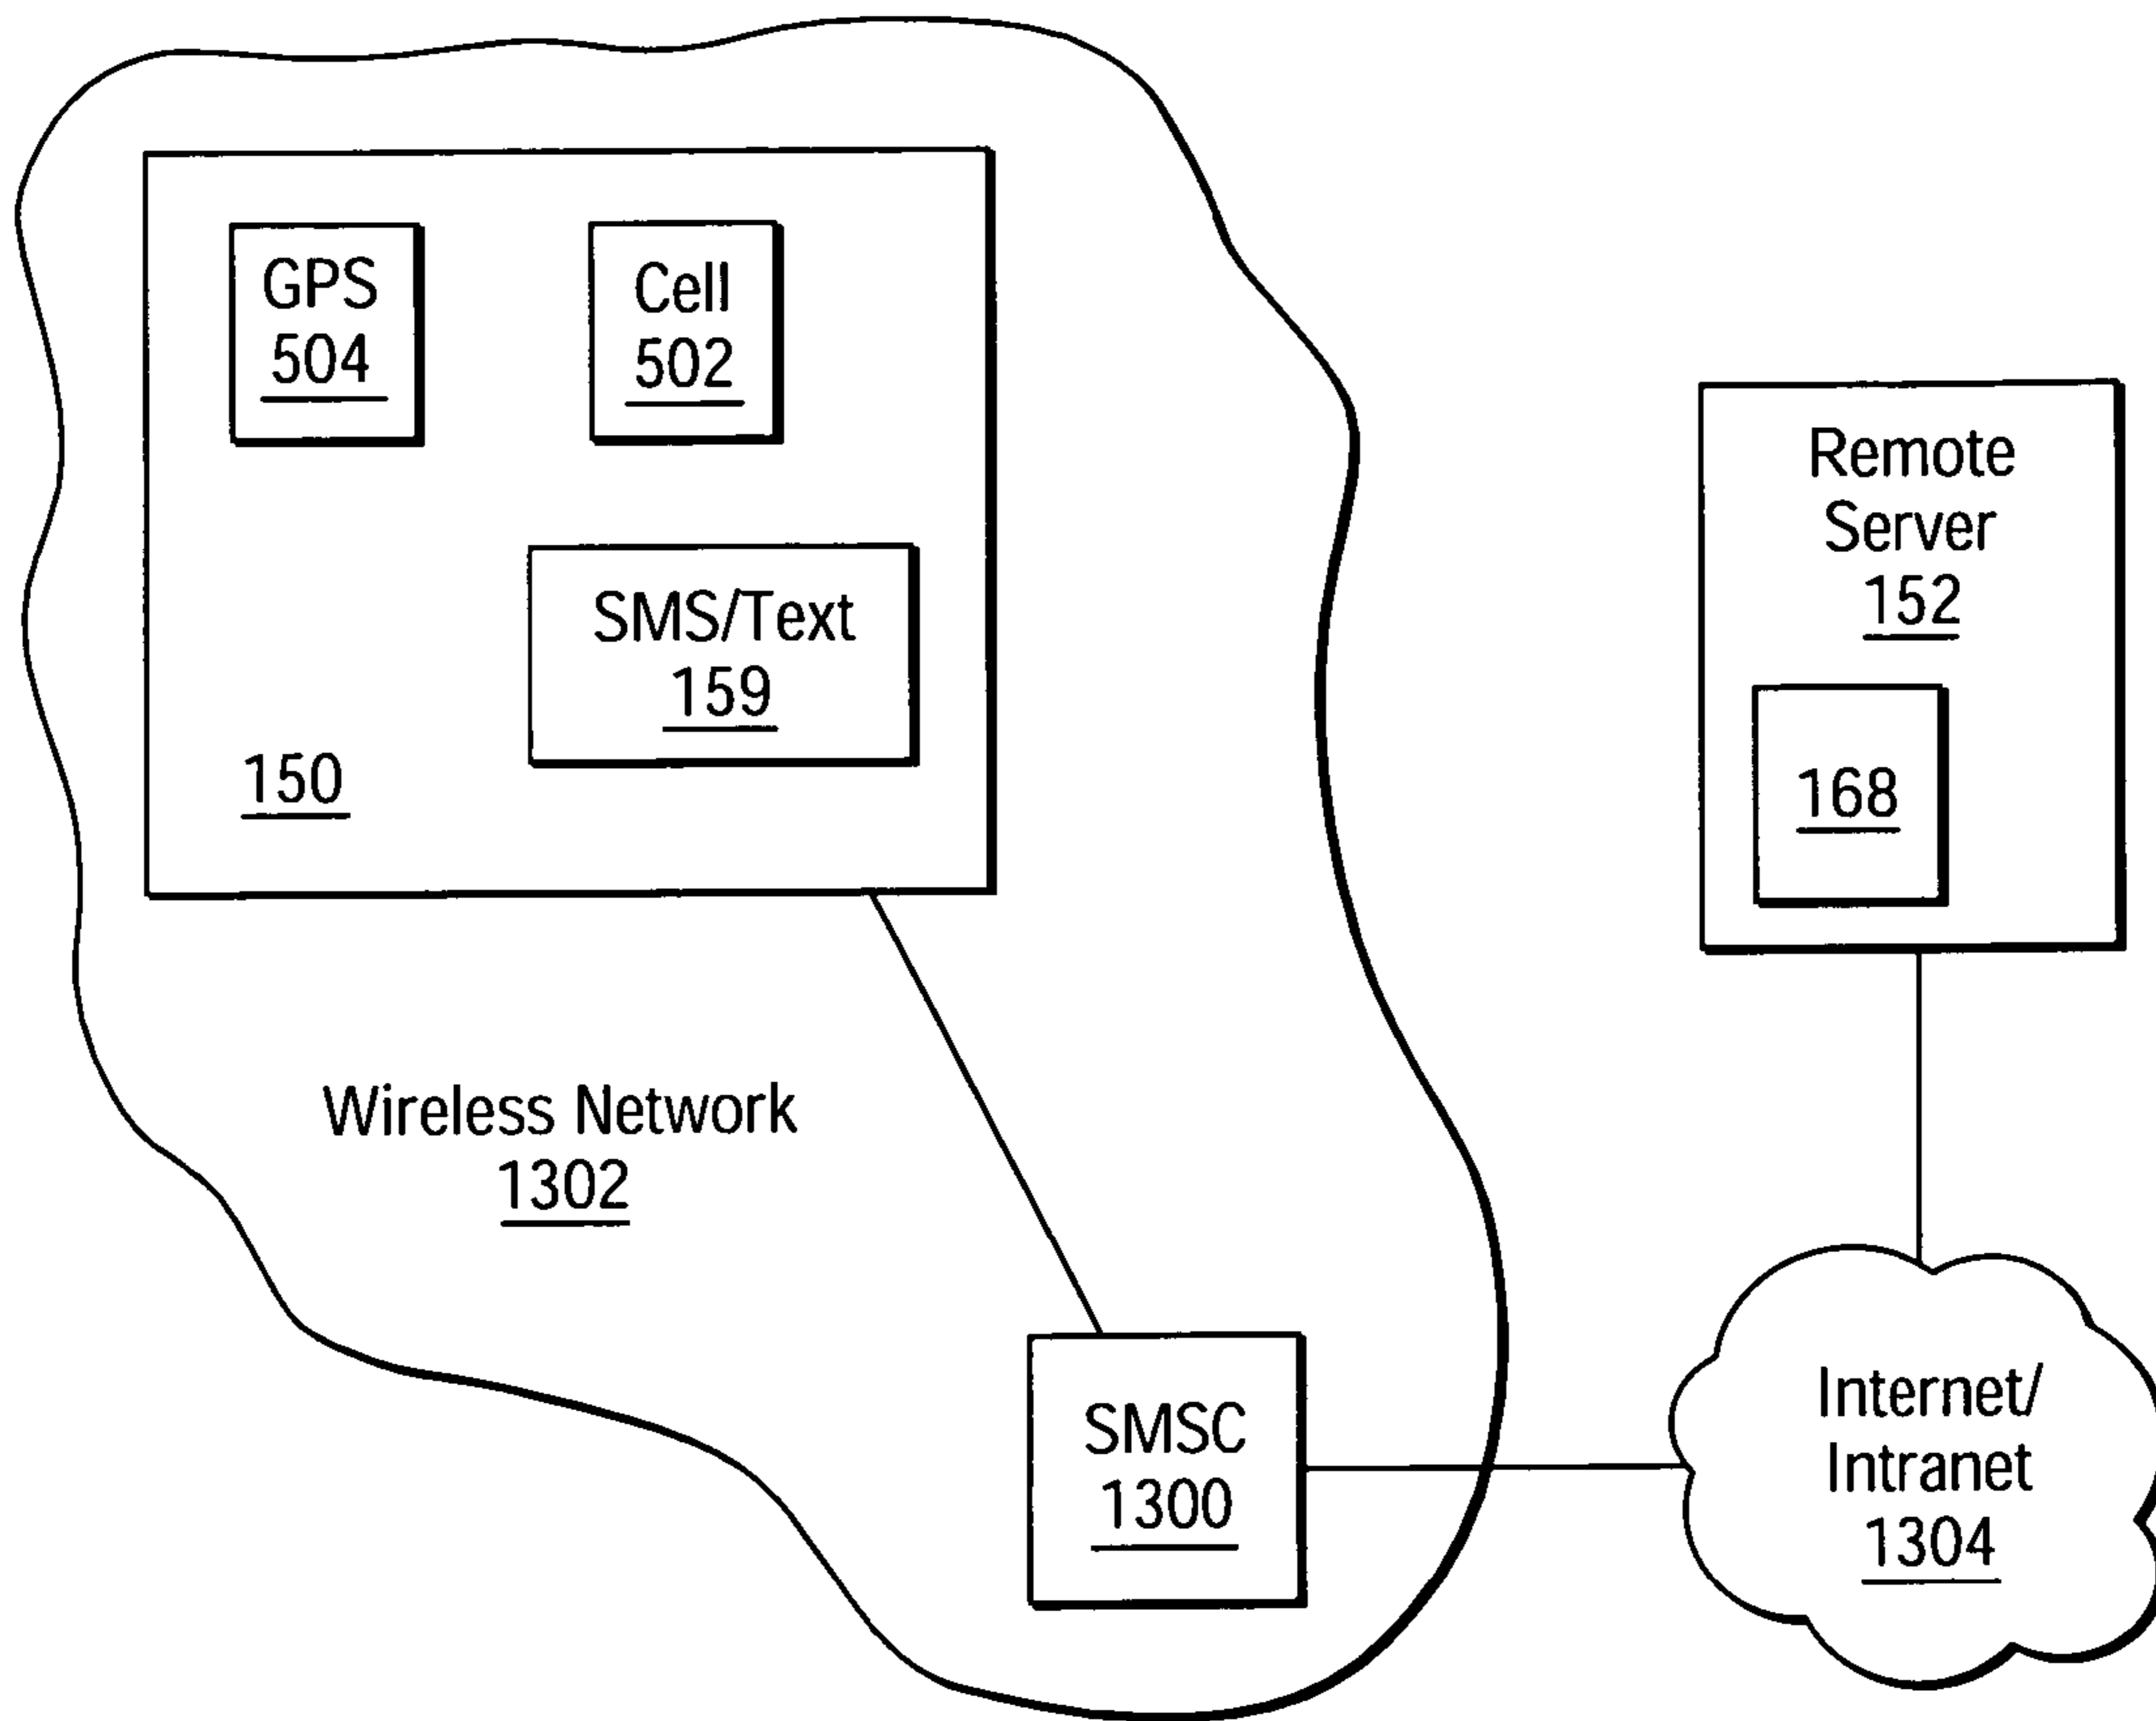 GPS
504
Cell
502
SMS/Text
159
150
Wireless Network
1302
SMSC
1300
Remote
Server
152
168
Internet/
Intranet
1304